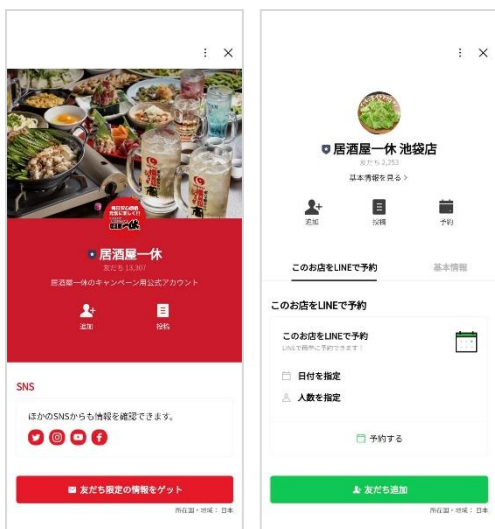 居酒屋一休
友だち 13,307
居酒屋一休のキャンペーン用公式アカウント
追加
投稿
SNS
ほかのSNSからも情報を確認できます。
友だち限定の情報をゲット
所在国・地域： 日本
居酒屋一休 池袋店
友だち 2,253
基本情報を見る >
追加
投稿
予約
このお店をLINEで予約
基本情報
このお店をLINEで予約
このお店をLINEで予約
LINEで簡単に予約できます！
日付を指定
人数を指定
予約する
友だち追加
所在国・地域： 日本